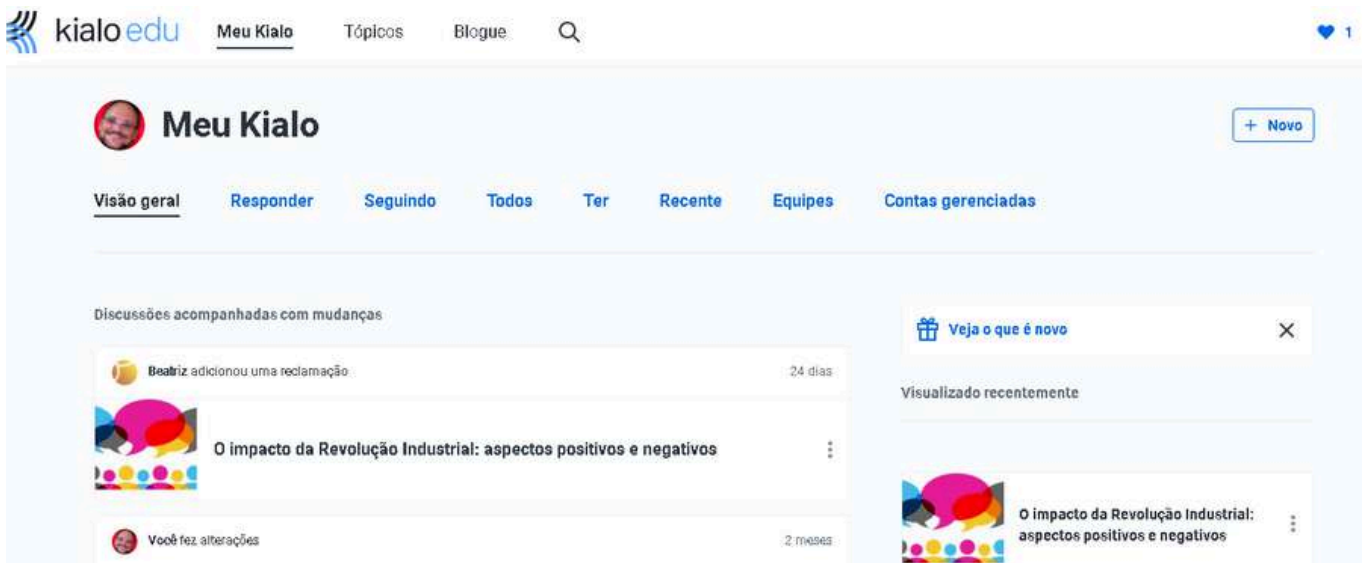 kialo edu Meu Kialo Tópicos Blogue 1
Meu Kialo
+ Novo
Visão geral Responder Seguindo Todos Ter Recente Equipes Contas gerenciadas
Discussões acompanhadas com mudanças
Beatriz adicionou uma reclamação 24 dias
O impacto da Revolução Industrial: aspectos positivos e negativos
Você fez alterações 2 meses
Veja o que é novo
Visualizado recentemente
O impacto da Revolução Industrial:
aspectos positivos e negativos